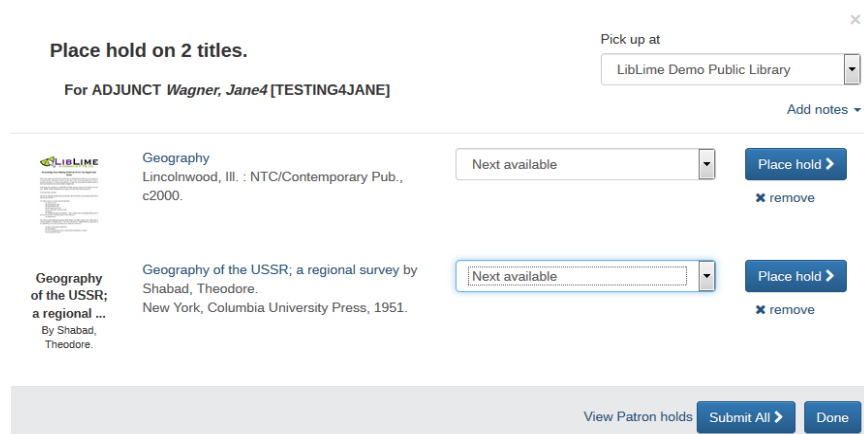 ×
Place hold on 2 titles.
Pick up at
LibLime Demo Public Library
For ADJUNCT Wagner, Jane4 [TESTING4JANE]
Add notes
LIBLIME
Geography
Lincolnwood, Ill. : NTC/Contemporary Pub.,
c2000.
Next available
Place hold
remove
Geography
of the USSR;
a regional ...
By Shabad,
Theodore.
Geography of the USSR; a regional survey by
Shabad, Theodore.
New York, Columbia University Press, 1951.
Next available
Place hold
remove
View Patron holds
Submit All
Done